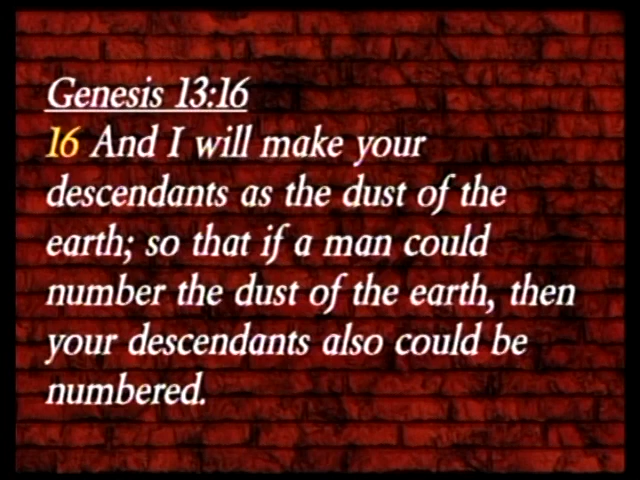 Genesis 13:16
16 And I will make your
descendants as the dust of the
earth; so that if a man could
number the dust of the earth, then
your descendants also could be
numbered.